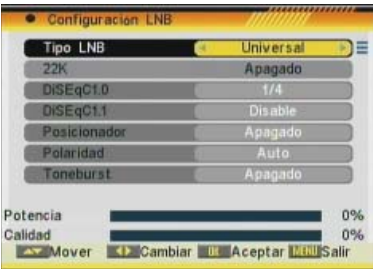 Configuración LNB
Tipo LNB Universal
22K Apagado
DiSEqC1.0 1/4
DiSEqC1.1 Disable
Posicionador Apagado
Polaridad Auto
Toneburst Apagado
Potencia 0%
Calidad 0%
Mover Cambiar OK Aceptar MENU Salir